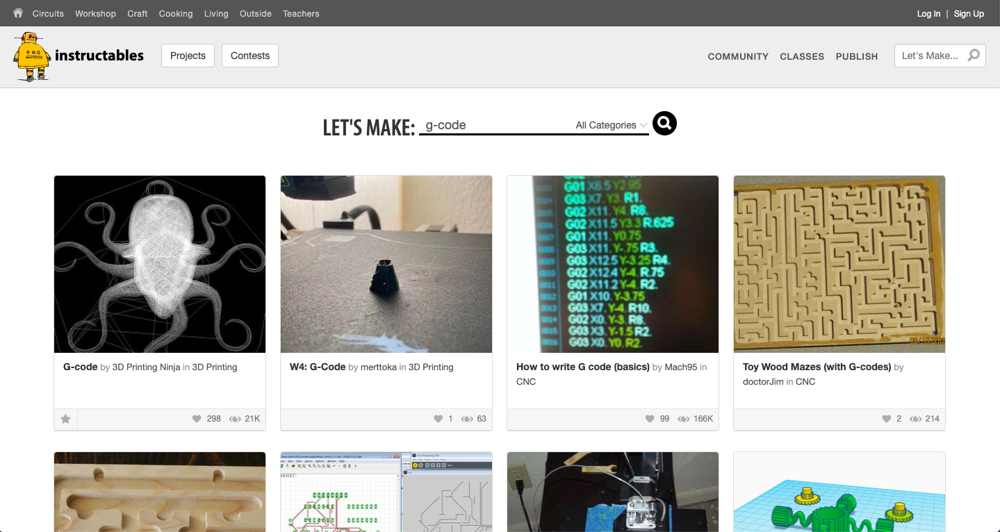 Circuits Workshop Craft Cooking Living Outside Teachers Log In | Sign Up
instructables Projects Contests COMMUNITY CLASSES PUBLISH Let's Make...
LET'S MAKE: g-code All Categories
G01 X6.5 Y2.95
G03 X7. Y3. R1.
G02 X11. Y4. R8.
G02 X11.5 Y3.3 R.625
G01 X11. Y0.75
G03 X11. Y-.75 R3.
G03 X12.5 Y-3.25 R4.
G02 X12.4 Y-4. R.75
G02 X11.2 Y-4. R2.
G01 X10. Y-3.75
G03 X7. Y-4. R10.
G02 X0. Y-3. R8.
G03 X3. Y-1.5 R2.
G03 X0. Y0. R2.
G-code by 3D Printing Ninja in 3D Printing
298 21K
W4: G-Code by merttoka in 3D Printing
1 63
How to write G code (basics) by Mach95 in
CNC
99 166K
Toy Wood Mazes (with G-codes) by
doctorJim in CNC
2 214